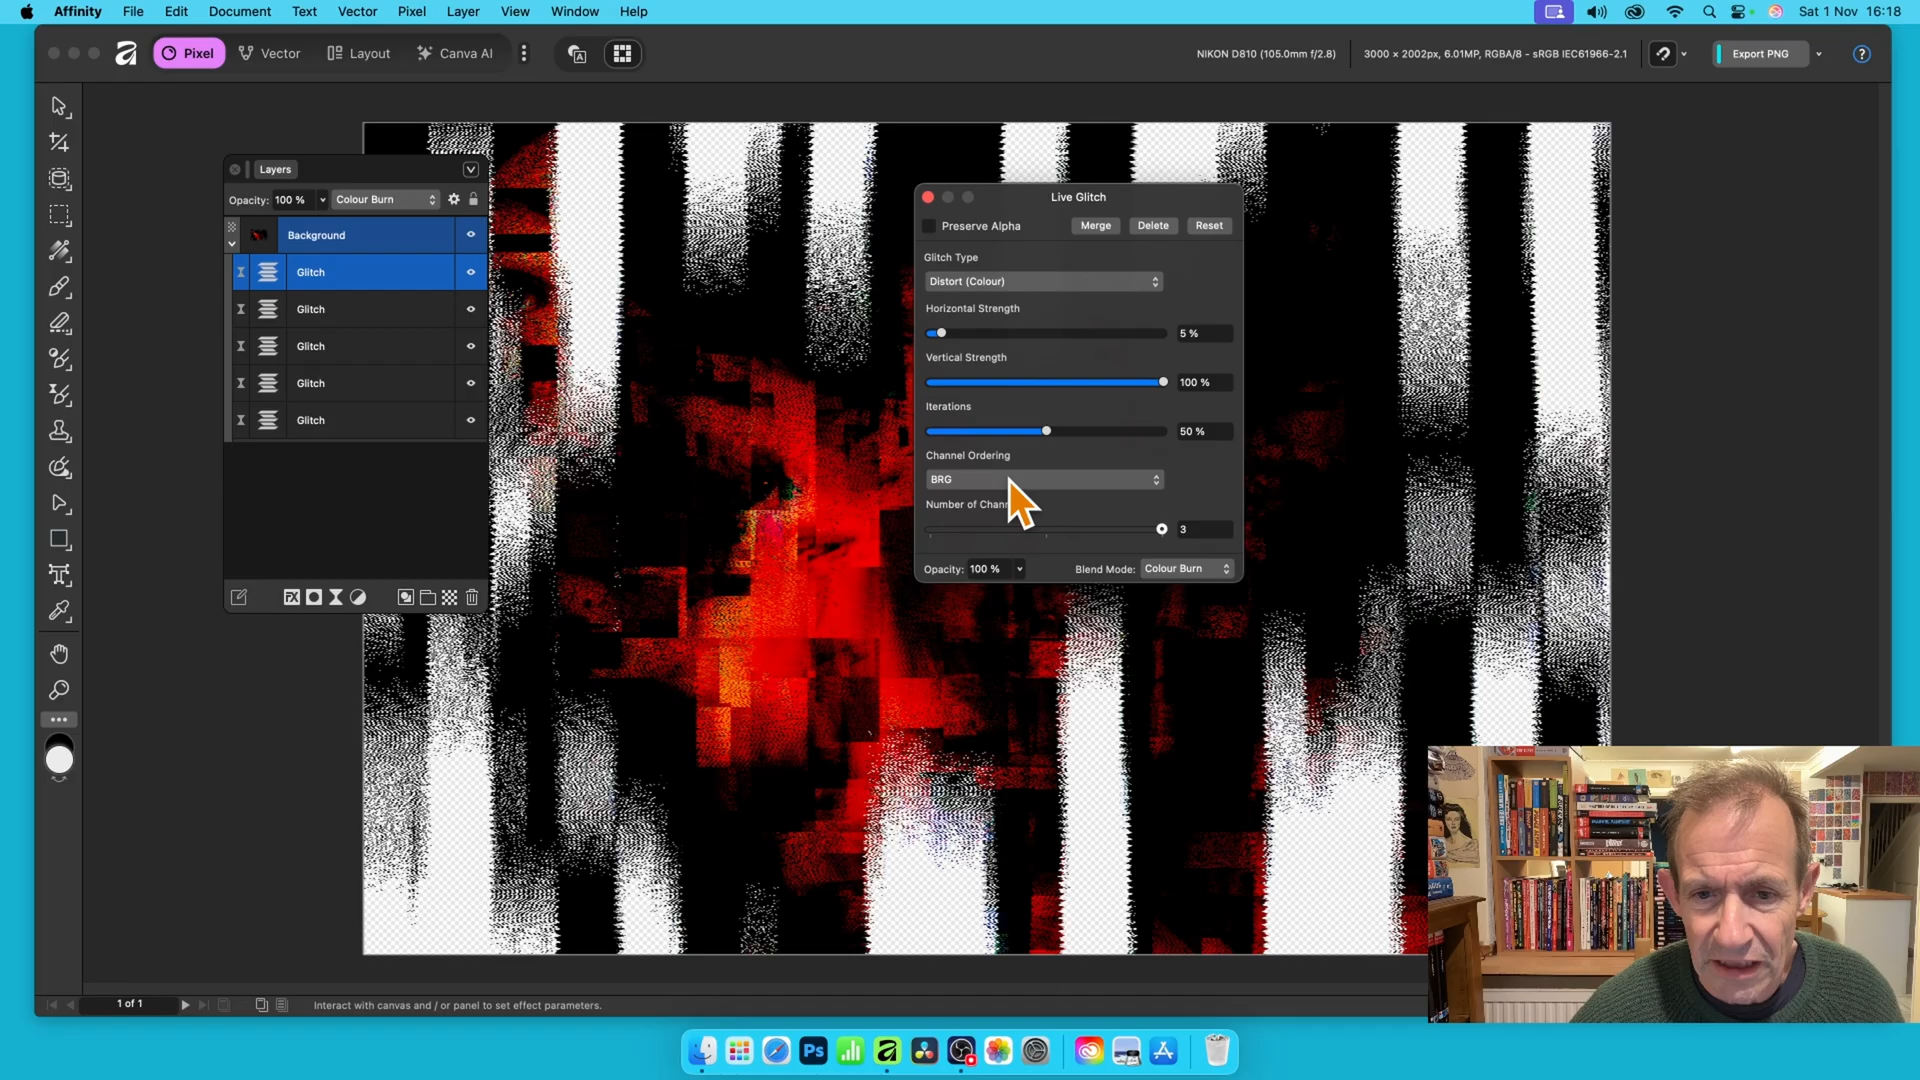 Affinity File Edit Document Text Vector Pixel Layer View Window Help
Sat 1 Nov 16:18
Pixel Vector Layout Canva AI
NIKON D810 (105.0mm f/2.8) 3000 × 2002px, 6.01MP, RGBA/8 - sRGB IEC61966-2.1 Export PNG
Layers
Opacity: 100 % Colour Burn
Background
Glitch
Glitch
Glitch
Glitch
Glitch
FX
Live Glitch
Preserve Alpha Merge Delete Reset
Glitch Type
Distort (Colour)
Horizontal Strength
5 %
Vertical Strength
100 %
Iterations
50 %
Channel Ordering
BRG
Number of Chann
3
Opacity: 100 % Blend Mode: Colour Burn
1 of 1
Interact with canvas and / or panel to set effect parameters.
Ps